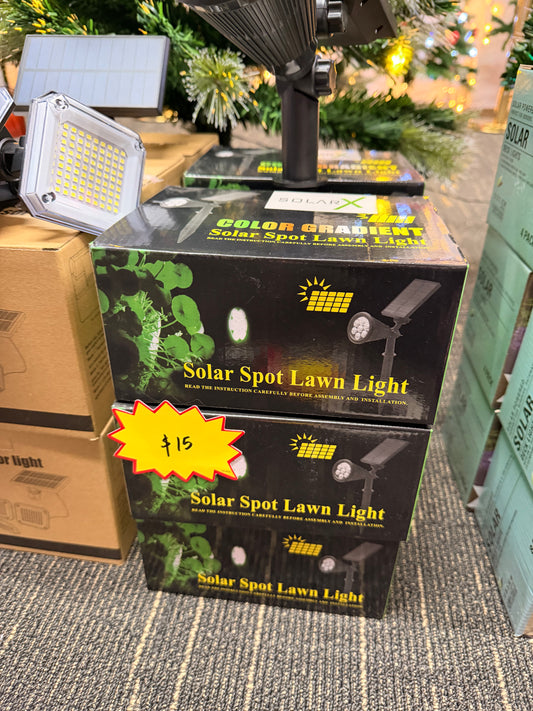 SOLAR X
COLOR GRADIENT
Solar Spot Lawn Light
READ THE INSTRUCTION CAREFULLY BEFORE ASSEMBLY AND INSTALLATION
Solar Spot Lawn Light
READ THE INSTRUCTION CAREFULLY BEFORE ASSEMBLY AND INSTALLATION.
$15
Solar Spot Lawn Light
READ THE INSTRUCTION CAREFULLY BEFORE ASSEMBLY AND INSTALLATION.
Solar Spot Lawn Light
READ THE INSTRUCTION CAREFULLY BEFORE ASSEMBLY AND INSTALLATION.
or light
SOLAR
SOLAR